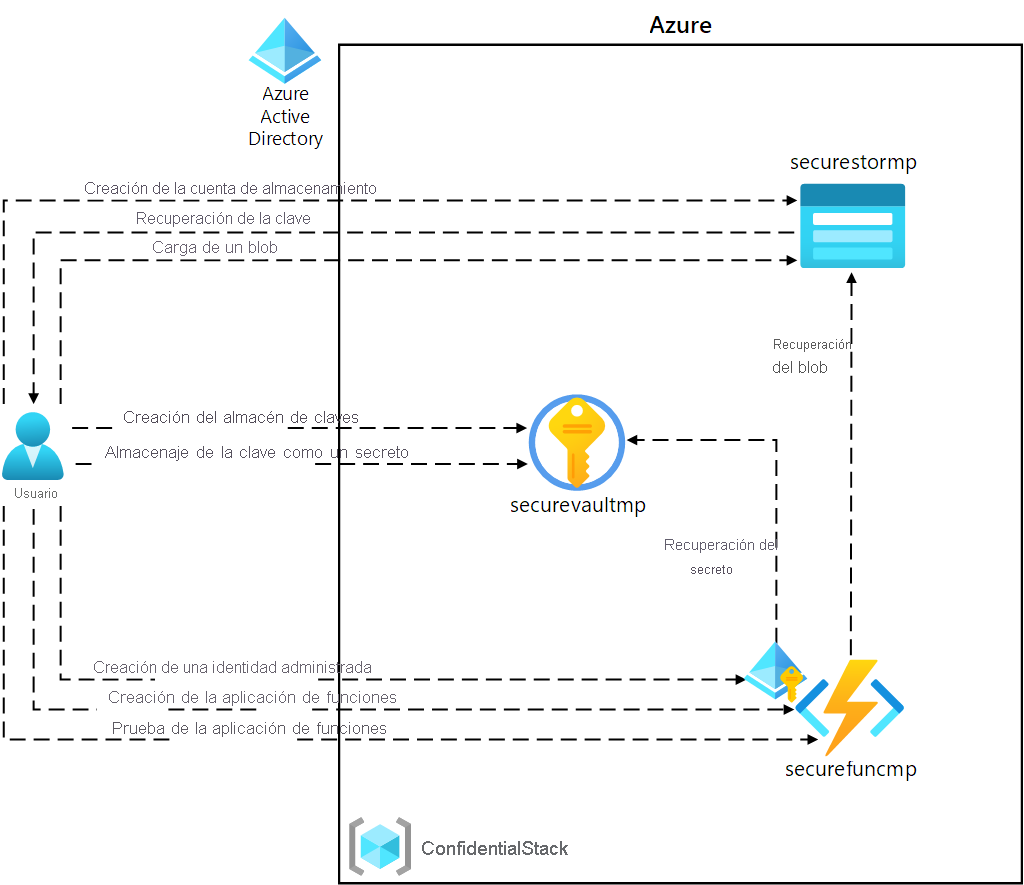 Azure
Azure
Active
Directory
securestormp
Creación de la cuenta de almacenamiento
Recuperación de la clave
Carga de un blob
Recuperación
del blob
Creación del almacén de claves
Almacenaje de la clave como un secreto
Usuario
securevaultmp
Recuperación del
secreto
Creación de una identidad administrada
Creación de la aplicación de funciones
Prueba de la aplicación de funciones
securefuncmp
ConfidentialStack